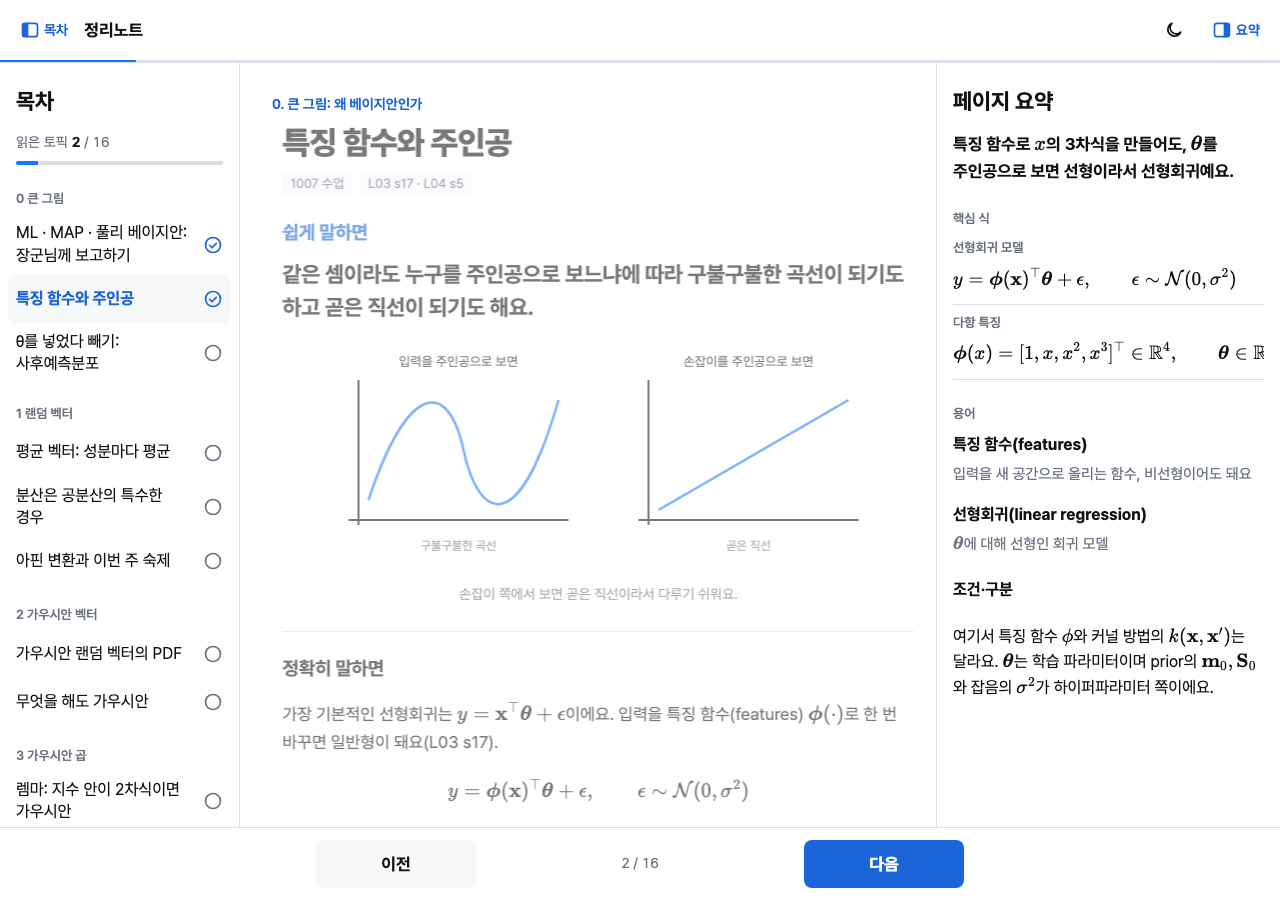 목차 정리노트 요약
목차
읽은 토픽 2 / 16
0 큰 그림
ML · MAP · 풀리 베이지안:
장군님께 보고하기
특징 함수와 주인공
θ를 넣었다 빼기:
사후예측분포
1 랜덤 벡터
평균 벡터: 성분마다 평균
분산은 공분산의 특수한
경우
아핀 변환과 이번 주 숙제
2 가우시안 벡터
가우시안 랜덤 벡터의 PDF
무엇을 해도 가우시안
3 가우시안 곱
렘마: 지수 안이 2차식이면
가우시안
0. 큰 그림: 왜 베이지안인가
특징 함수와 주인공
1007 수업 L03 s17 · L04 s5
쉽게 말하면
같은 셈이라도 누구를 주인공으로 보느냐에 따라 구불구불한 곡선이 되기도
하고 곧은 직선이 되기도 해요.
입력을 주인공으로 보면 손잡이를 주인공으로 보면
구불구불한 곡선 곧은 직선
손잡이 쪽에서 보면 곧은 직선이라서 다루기 쉬워요.
정확히 말하면
가장 기본적인 선형회귀는 y = x⊤θ + ϵ이에요. 입력을 특징 함수(features) ϕ(·)로 한 번
바꾸면 일반형이 돼요(L03 s17).
y = ϕ(x)⊤θ + ϵ, ϵ ∼ 𝒩(0, σ²)
페이지 요약
특징 함수로 x의 3차식을 만들어도, θ를
주인공으로 보면 선형이라서 선형회귀예요.
핵심 식
선형회귀 모델
y = ϕ(x)⊤θ + ϵ, ϵ ∼ 𝒩(0, σ²)
다항 특징
ϕ(x) = [1, x, x², x³]⊤ ∈ ℝ⁴, θ ∈ ℝ
용어
특징 함수(features)
입력을 새 공간으로 올리는 함수, 비선형이어도 돼요
선형회귀(linear regression)
θ에 대해 선형인 회귀 모델
조건·구분
여기서 특징 함수 ϕ와 커널 방법의 k(x, x′)는
달라요. θ는 학습 파라미터이며 prior의 m₀, S₀
와 잡음의 σ²가 하이퍼파라미터 쪽이에요.
이전 2 / 16 다음